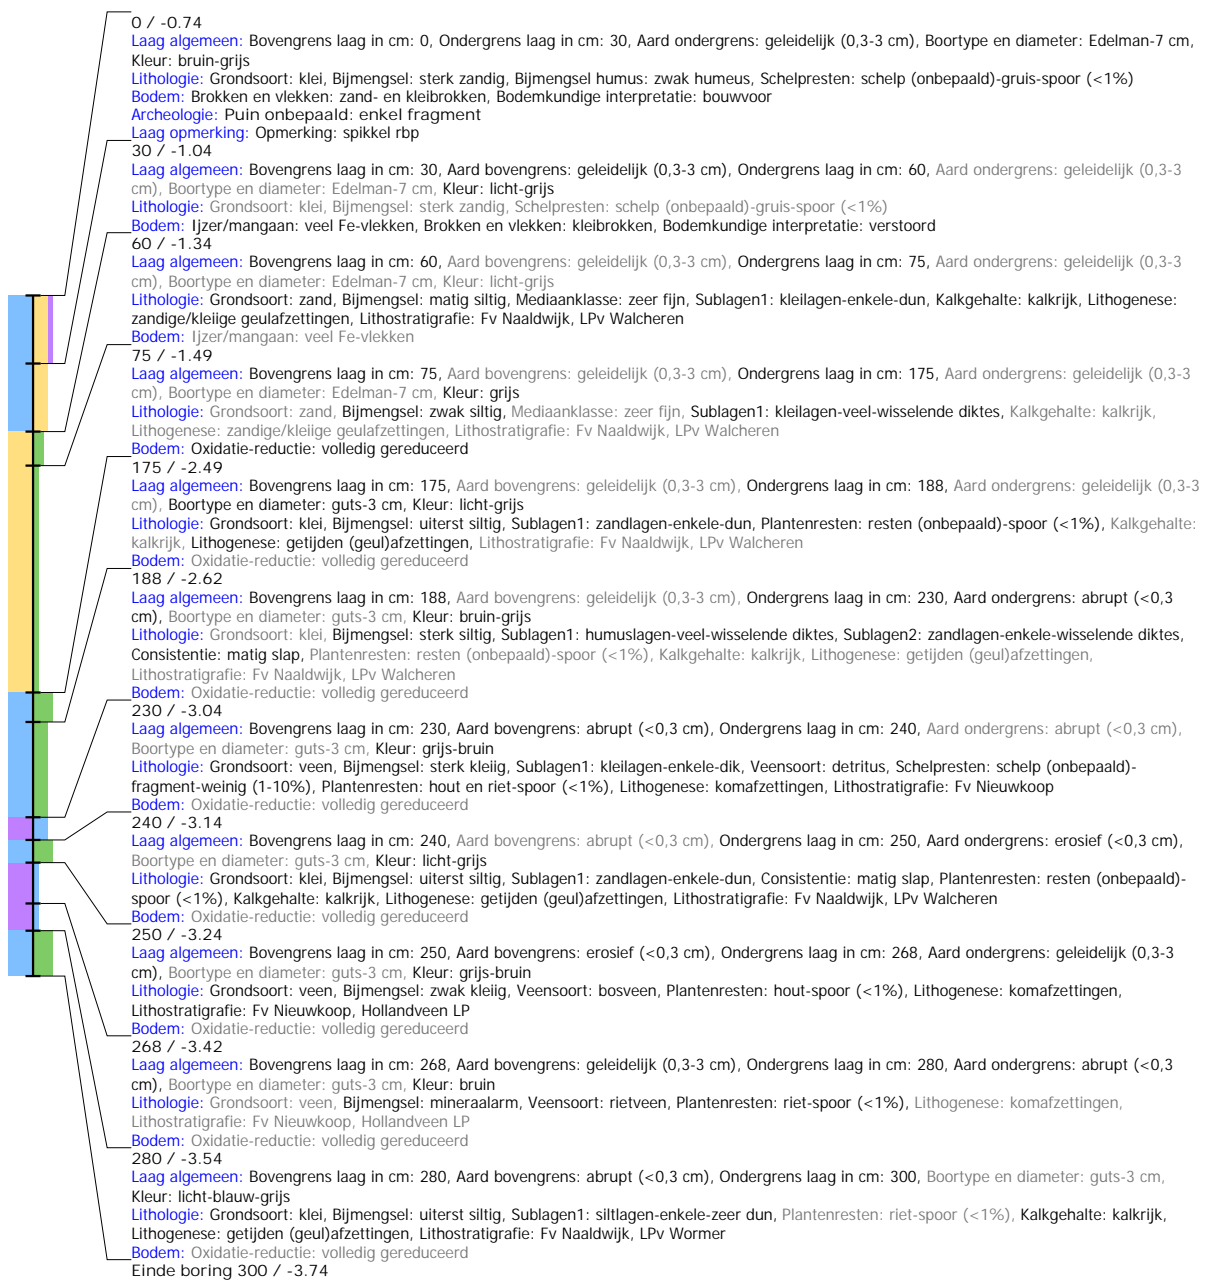 0 / -0.74
Laag algemeen: Bovengrens laag in cm: 0, Ondergrens laag in cm: 30, Aard ondergrens: geleidelijk (0,3-3 cm), Boortype en diameter: Edelman-7 cm,
Kleur: bruin-grijs
Lithologie: Grondsoort: klei, Bijmengsel: sterk zandig, Bijmengsel humus: zwak humeus, Schelpresten: schelp (onbepaald)-gruis-spoor (<1%)
Bodem: Brokken en vlekken: zand- en kleibrokken, Bodemkundige interpretatie: bouwvoor
Archeologie: Puin onbepaald: enkel fragment
Laag opmerking: Opmerking: spikkel rbp
30 / -1.04
Laag algemeen: Bovengrens laag in cm: 30, Aard bovengrens: geleidelijk (0,3-3 cm), Ondergrens laag in cm: 60, Aard ondergrens: geleidelijk (0,3-3
cm), Boortype en diameter: Edelman-7 cm, Kleur: licht-grijs
Lithologie: Grondsoort: klei, Bijmengsel: sterk zandig, Schelpresten: schelp (onbepaald)-gruis-spoor (<1%)
Bodem: Ijzer/mangaan: veel Fe-vlekken, Brokken en vlekken: kleibrokken, Bodemkundige interpretatie: verstoord
60 / -1.34
Laag algemeen: Bovengrens laag in cm: 60, Aard bovengrens: geleidelijk (0,3-3 cm), Ondergrens laag in cm: 75, Aard ondergrens: geleidelijk (0,3-3
cm), Boortype en diameter: Edelman-7 cm, Kleur: licht-grijs
Lithologie: Grondsoort: zand, Bijmengsel: matig siltig, Mediaanklasse: zeer fijn, Sublagen1: kleilagen-enkele-dun, Kalkgehalte: kalkrijk, Lithogenese:
zandige/kleiige geulafzettingen, Lithostratigrafie: Fv Naaldwijk, LPv Walcheren
Bodem: Ijzer/mangaan: veel Fe-vlekken
75 / -1.49
Laag algemeen: Bovengrens laag in cm: 75, Aard bovengrens: geleidelijk (0,3-3 cm), Ondergrens laag in cm: 175, Aard ondergrens: geleidelijk (0,3-3
cm), Boortype en diameter: Edelman-7 cm, Kleur: grijs
Lithologie: Grondsoort: zand, Bijmengsel: zwak siltig, Mediaanklasse: zeer fijn, Sublagen1: kleilagen-veel-wisselende diktes, Kalkgehalte: kalkrijk,
Lithogenese: zandige/kleiige geulafzettingen, Lithostratigrafie: Fv Naaldwijk, LPv Walcheren
Bodem: Oxidatie-reductie: volledig gereduceerd
175 / -2.49
Laag algemeen: Bovengrens laag in cm: 175, Aard bovengrens: geleidelijk (0,3-3 cm), Ondergrens laag in cm: 188, Aard ondergrens: geleidelijk (0,3-3
cm), Boortype en diameter: guts-3 cm, Kleur: licht-grijs
Lithologie: Grondsoort: klei, Bijmengsel: uiterst siltig, Sublagen1: zandlagen-enkele-dun, Plantenresten: resten (onbepaald)-spoor (<1%), Kalkgehalte:
kalkrijk, Lithogenese: getijden (geul)afzettingen, Lithostratigrafie: Fv Naaldwijk, LPv Walcheren
Bodem: Oxidatie-reductie: volledig gereduceerd
188 / -2.62
Laag algemeen: Bovengrens laag in cm: 188, Aard bovengrens: geleidelijk (0,3-3 cm), Ondergrens laag in cm: 230, Aard ondergrens: abrupt (<0,3
cm), Boortype en diameter: guts-3 cm, Kleur: bruin-grijs
Lithologie: Grondsoort: klei, Bijmengsel: sterk siltig, Sublagen1: humuslagen-veel-wisselende diktes, Sublagen2: zandlagen-enkele-wisselende diktes,
Consistentie: matig slap, Plantenresten: resten (onbepaald)-spoor (<1%), Kalkgehalte: kalkrijk, Lithogenese: getijden (geul)afzettingen,
Lithostratigrafie: Fv Naaldwijk, LPv Walcheren
Bodem: Oxidatie-reductie: volledig gereduceerd
230 / -3.04
Laag algemeen: Bovengrens laag in cm: 230, Aard bovengrens: abrupt (<0,3 cm), Ondergrens laag in cm: 240, Aard ondergrens: abrupt (<0,3 cm),
Boortype en diameter: guts-3 cm, Kleur: grijs-bruin
Lithologie: Grondsoort: veen, Bijmengsel: sterk kleiig, Sublagen1: kleilagen-enkele-dik, Veensoort: detritus, Schelpresten: schelp (onbepaald)-
fragment-weinig (1-10%), Plantenresten: hout en riet-spoor (<1%), Lithogenese: komafzettingen, Lithostratigrafie: Fv Nieuwkoop
Bodem: Oxidatie-reductie: volledig gereduceerd
240 / -3.14
Laag algemeen: Bovengrens laag in cm: 240, Aard bovengrens: abrupt (<0,3 cm), Ondergrens laag in cm: 250, Aard ondergrens: erosief (<0,3 cm),
Boortype en diameter: guts-3 cm, Kleur: licht-grijs
Lithologie: Grondsoort: klei, Bijmengsel: uiterst siltig, Sublagen1: zandlagen-enkele-dun, Consistentie: matig slap, Plantenresten: resten (onbepaald)-
spoor (<1%), Kalkgehalte: kalkrijk, Lithogenese: getijden (geul)afzettingen, Lithostratigrafie: Fv Naaldwijk, LPv Walcheren
Bodem: Oxidatie-reductie: volledig gereduceerd
250 / -3.24
Laag algemeen: Bovengrens laag in cm: 250, Aard bovengrens: erosief (<0,3 cm), Ondergrens laag in cm: 268, Aard ondergrens: geleidelijk (0,3-3
cm), Boortype en diameter: guts-3 cm, Kleur: grijs-bruin
Lithologie: Grondsoort: veen, Bijmengsel: zwak kleiig, Veensoort: bosveen, Plantenresten: hout-spoor (<1%), Lithogenese: komafzettingen,
Lithostratigrafie: Fv Nieuwkoop, Hollandveen LP
Bodem: Oxidatie-reductie: volledig gereduceerd
268 / -3.42
Laag algemeen: Bovengrens laag in cm: 268, Aard bovengrens: geleidelijk (0,3-3 cm), Ondergrens laag in cm: 280, Aard ondergrens: abrupt (<0,3
cm), Boortype en diameter: guts-3 cm, Kleur: bruin
Lithologie: Grondsoort: veen, Bijmengsel: mineraalarm, Veensoort: rietveen, Plantenresten: riet-spoor (<1%), Lithogenese: komafzettingen,
Lithostratigrafie: Fv Nieuwkoop, Hollandveen LP
Bodem: Oxidatie-reductie: volledig gereduceerd
280 / -3.54
Laag algemeen: Bovengrens laag in cm: 280, Aard bovengrens: abrupt (<0,3 cm), Ondergrens laag in cm: 300, Boortype en diameter: guts-3 cm,
Kleur: licht-blauw-grijs
Lithologie: Grondsoort: klei, Bijmengsel: uiterst siltig, Sublagen1: siltlagen-enkele-zeer dun, Plantenresten: riet-spoor (<1%), Kalkgehalte: kalkrijk,
Lithogenese: getijden (geul)afzettingen, Lithostratigrafie: Fv Naaldwijk, LPv Wormer
Bodem: Oxidatie-reductie: volledig gereduceerd
Einde boring 300 / -3.74